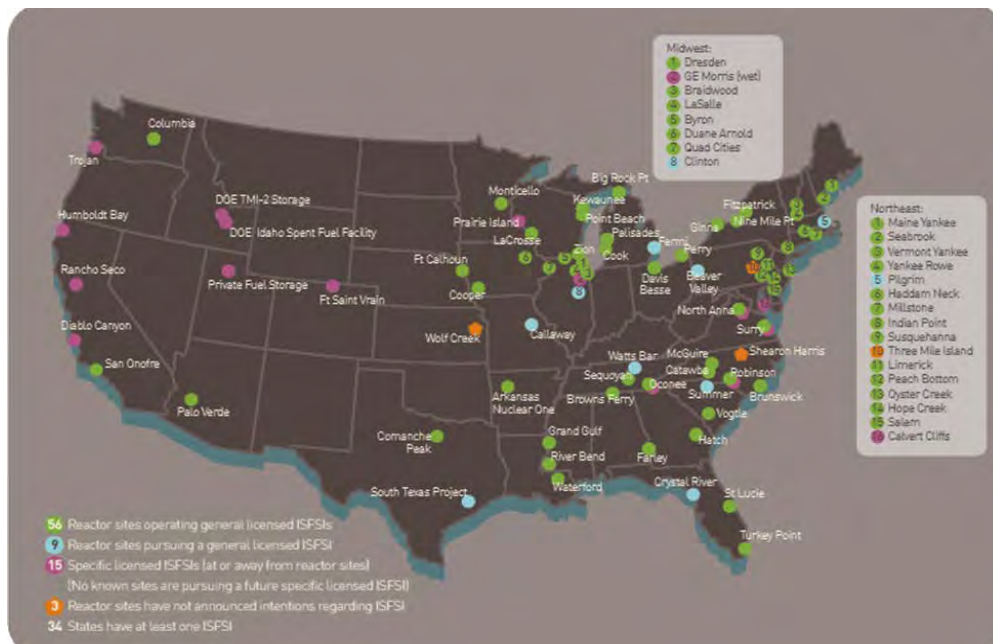 Midwest:
1 Dresden
2 GE Morris (wet)
3 Braidwood
4 LaSalle
5 Byron
6 Duane Arnold
7 Quad Cities
8 Clinton
Northeast:
1 Maine Yankee
2 Seabrook
3 Vermont Yankee
4 Yankee Rowe
5 Pilgrim
6 Haddam Neck
7 Millstone
8 Indian Point
9 Susquehanna
10 Three Mile Island
11 Limerick
12 Peach Bottom
13 Oyster Creek
14 Hope Creek
15 Salem
16 Calvert Cliffs
Columbia
Trojan
Humboldt Bay
DOE TMI-2 Storage
DOE Idaho Spent Fuel Facility
Rancho Seco
Private Fuel Storage
Ft Saint Vrain
Diablo Canyon
San Onofre
Palo Verde
Monticello
Prairie Island
LaCrosse
Ft Calhoun
Cooper
Wolf Creek
Callaway
Big Rock Pt
Kewaunee
Point Beach
Palisades
Zion
Cook
Fermi
Davis
Besse
Perry
Beaver
Valley
Ginna
Fitzpatrick
Nine Mile Pt
North Anna
Surry
Shearon Harris
McGuire
Catawba
Robinson
Oconee
Summer
Brunswick
Watts Bar
Sequoyah
Browns Ferry
Vogtle
Hatch
Farley
Arkansas
Nuclear One
Comanche
Peak
Grand Gulf
River Bend
Waterford
South Texas Project
Crystal River
St Lucie
Turkey Point
56 Reactor sites operating general licensed ISFSIs
9 Reactor sites pursuing a general licensed ISFSI
15 Specific licensed ISFSIs (at or away from reactor sites)
(No known sites are pursuing a future specific licensed ISFSI)
3 Reactor sites have not announced intentions regarding ISFSI
34 States have at least one ISFSI